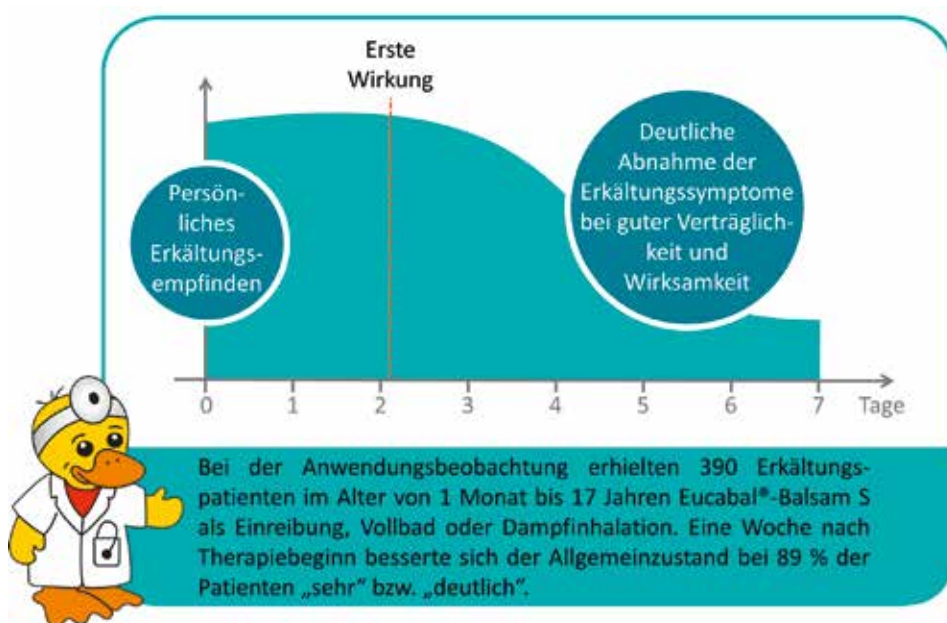 Erste
Wirkung
Persön-
liches
Erkältungs-
empfinden
Deutliche
Abnahme der
Erkältungssymptome
bei guter Verträglich-
keit und
Wirksamkeit
0 1 2 3 4 5 6 7 Tage
Bei der Anwendungsbeobachtung erhielten 390 Erkältungs-
patienten im Alter von 1 Monat bis 17 Jahren Eucabal®-Balsam S
als Einreibung, Vollbad oder Dampfinhalation. Eine Woche nach
Therapiebeginn besserte sich der Allgemeinzustand bei 89 % der
Patienten „sehr“ bzw. „deutlich“.